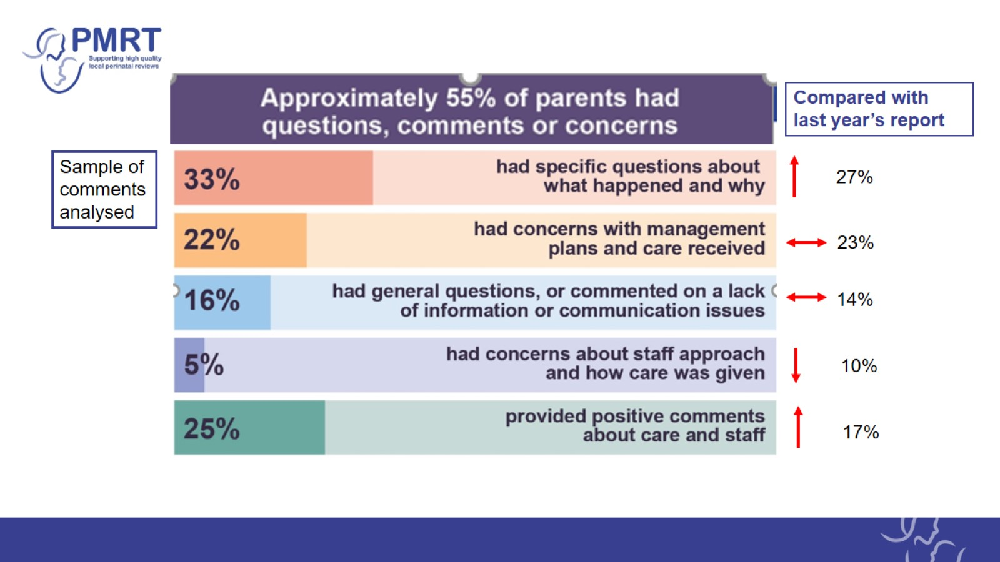 PMRT
Supporting high quality
local perinatal reviews
Approximately 55% of parents had
questions, comments or concerns
Compared with
last year's report
Sample of
comments
analysed
33%
had specific questions about
what happened and why
27%
22%
had concerns with management
plans and care received
23%
16%
had general questions, or commented on a lack
of information or communication issues
14%
5%
had concerns about staff approach
and how care was given
10%
25%
provided positive comments
about care and staff
17%